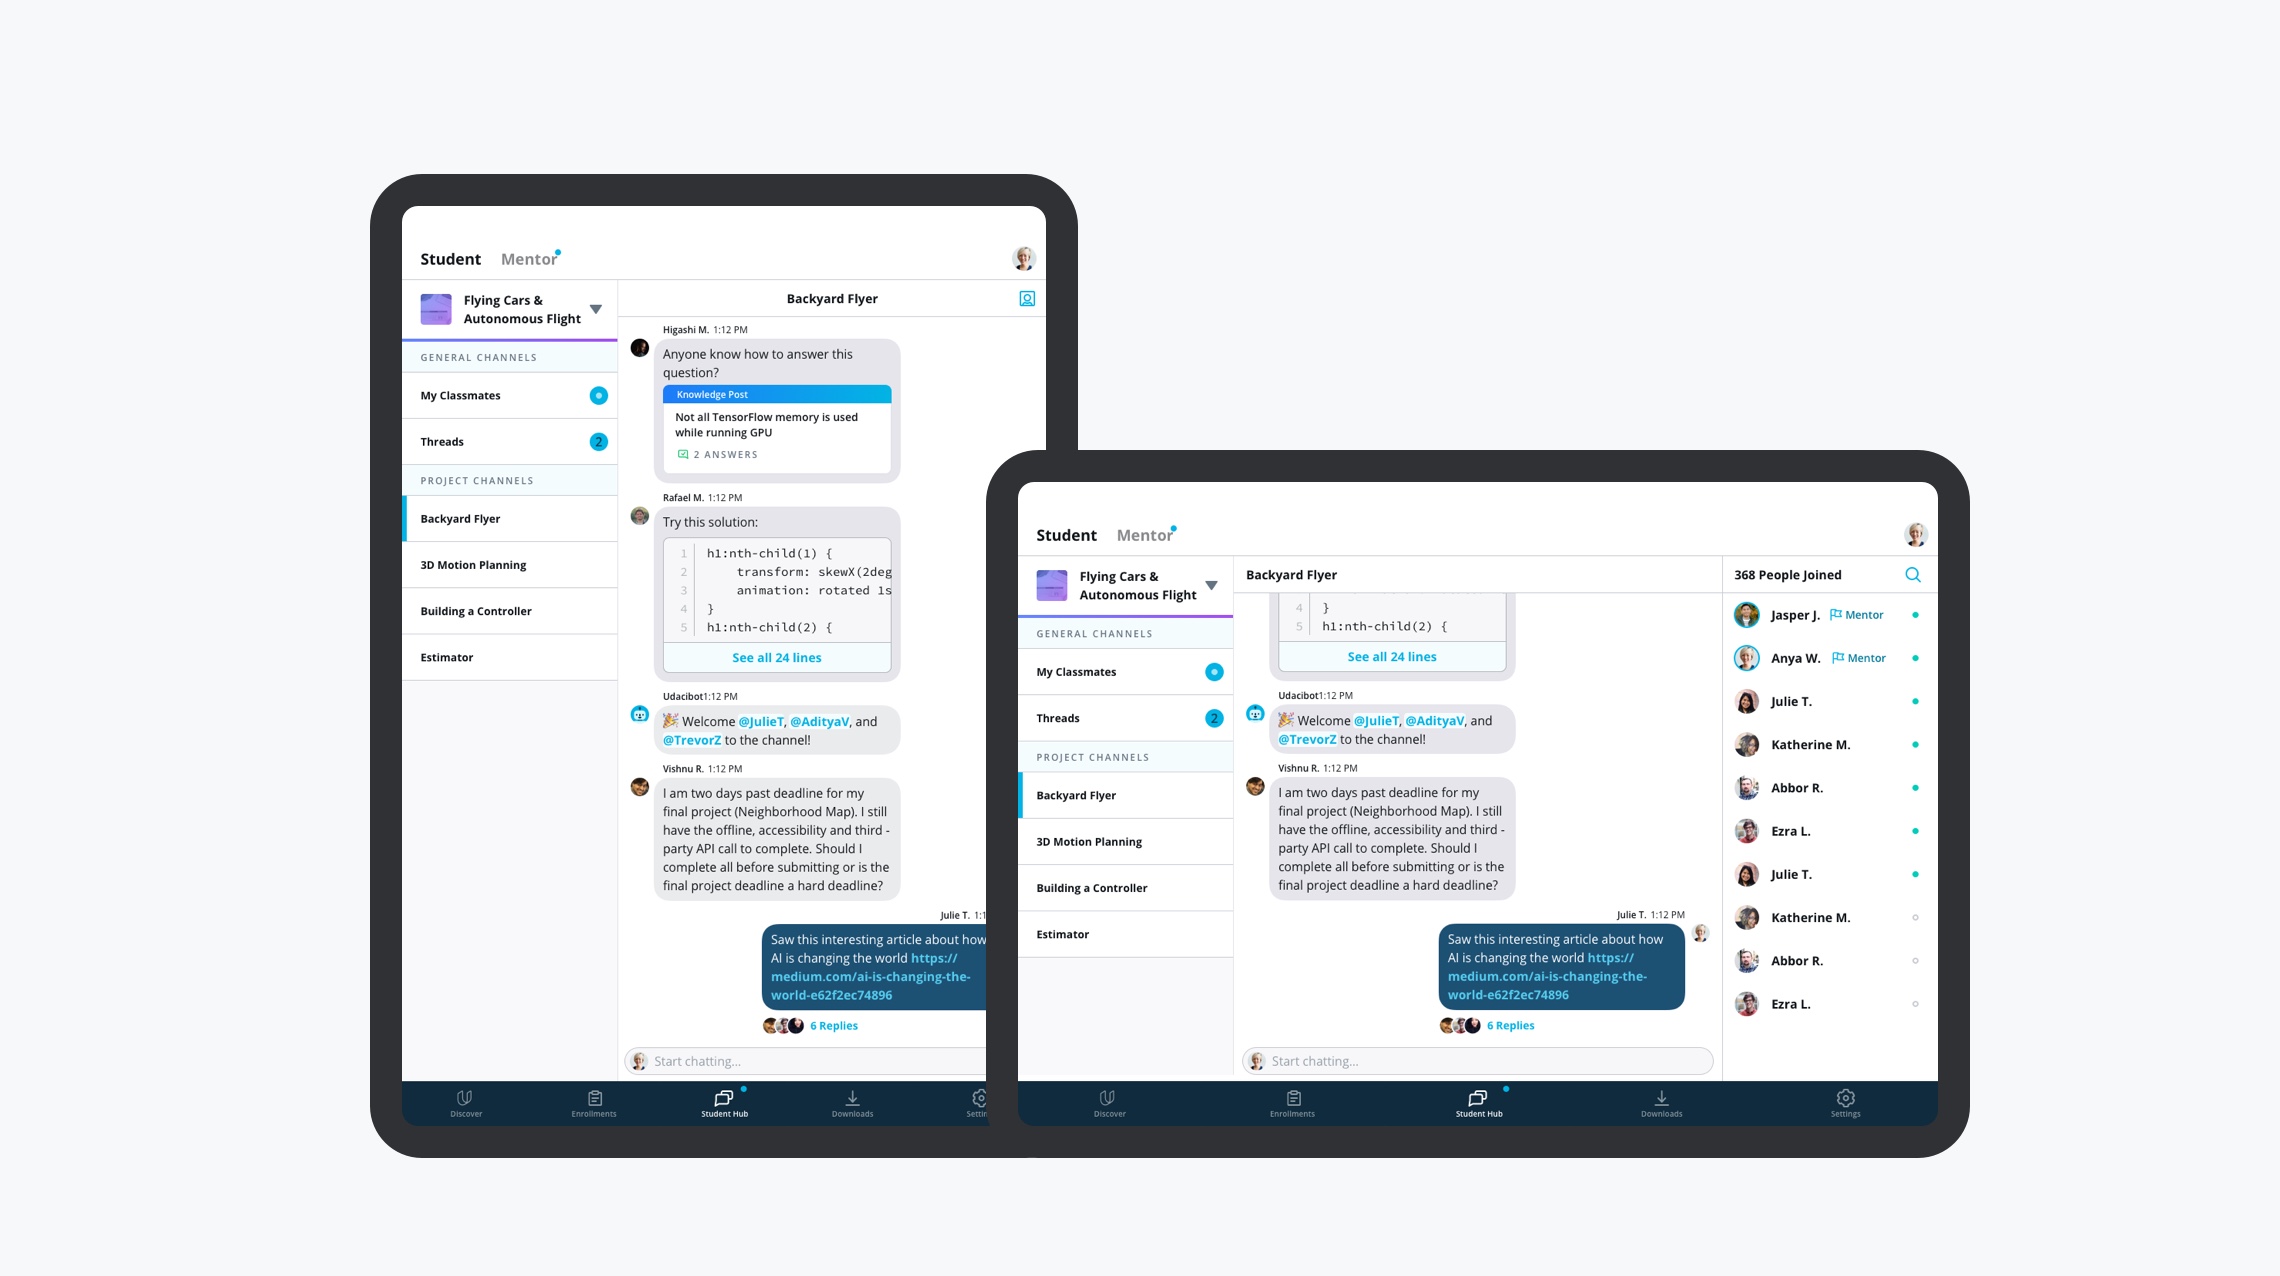 Student Mentor
Flying Cars &
Autonomous Flight
GENERAL CHANNELS
My Classmates
Threads 2
PROJECT CHANNELS
Backyard Flyer
3D Motion Planning
Building a Controller
Estimator
Backyard Flyer
Higashi M. 1:12 PM
Anyone know how to answer this
question?
Knowledge Post
Not all TensorFlow memory is used
while running GPU
2 ANSWERS
Rafael M. 1:12 PM
Try this solution:
1 h1:nth-child(1) {
2 transform: skewX(2deg
3 animation: rotated 1s
4 }
5 h1:nth-child(2) {
See all 24 lines
Udacibot1:12 PM
🎉 Welcome @JulieT, @AdityaV, and
@TrevorZ to the channel!
Vishnu R. 1:12 PM
I am two days past deadline for my
final project (Neighborhood Map). I still
have the offline, accessibility and third -
party API call to complete. Should I
complete all before submitting or is the
final project deadline a hard deadline?
Julie T. 1:1
Saw this interesting article about how
AI is changing the world https://
medium.com/ai-is-changing-the-
world-e62f2ec74896
6 Replies
Start chatting...
Discover Enrollments Student Hub Downloads Settin
Student Mentor
Flying Cars &
Autonomous Flight
GENERAL CHANNELS
My Classmates
Threads 2
PROJECT CHANNELS
Backyard Flyer
3D Motion Planning
Building a Controller
Estimator
Backyard Flyer
4 }
5 h1:nth-child(2) {
See all 24 lines
Udacibot1:12 PM
🎉 Welcome @JulieT, @AdityaV, and
@TrevorZ to the channel!
Vishnu R. 1:12 PM
I am two days past deadline for my
final project (Neighborhood Map). I still
have the offline, accessibility and third -
party API call to complete. Should I
complete all before submitting or is the
final project deadline a hard deadline?
Julie T. 1:12 PM
Saw this interesting article about how
AI is changing the world https://
medium.com/ai-is-changing-the-
world-e62f2ec74896
6 Replies
Start chatting...
368 People Joined
Jasper J. Mentor
Anya W. Mentor
Julie T.
Katherine M.
Abbor R.
Ezra L.
Julie T.
Katherine M.
Abbor R.
Ezra L.
Discover Enrollments Student Hub Downloads Settings